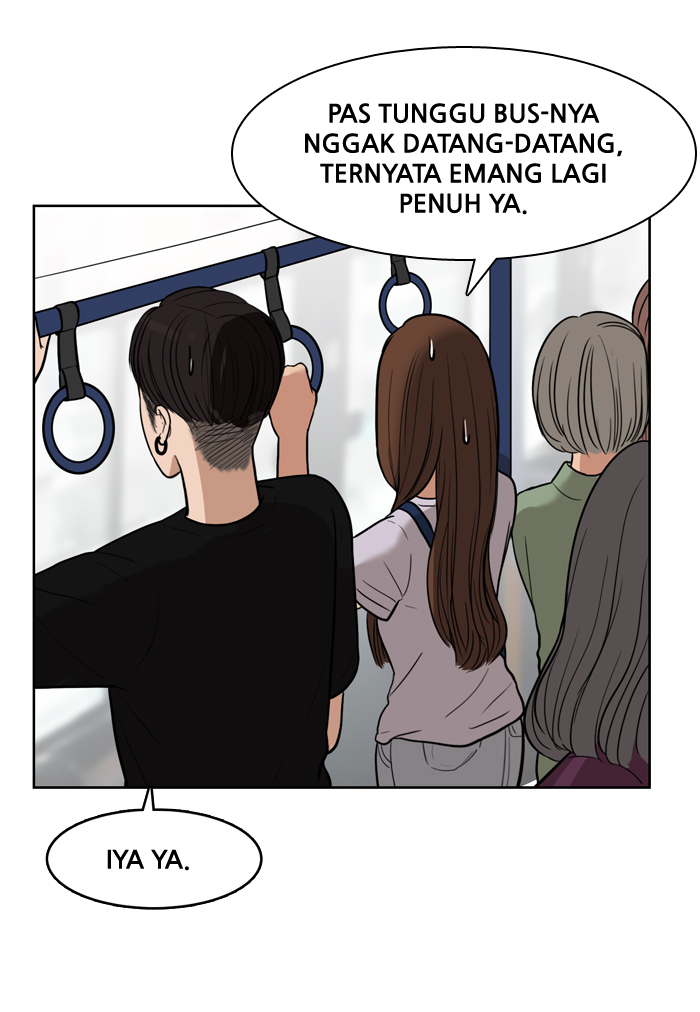 PAS TUNGGU BUS-NYA
NGGAK DATANG-DATANG,
TERNYATA EMANG LAGI
PENUH YA.
IYA YA.